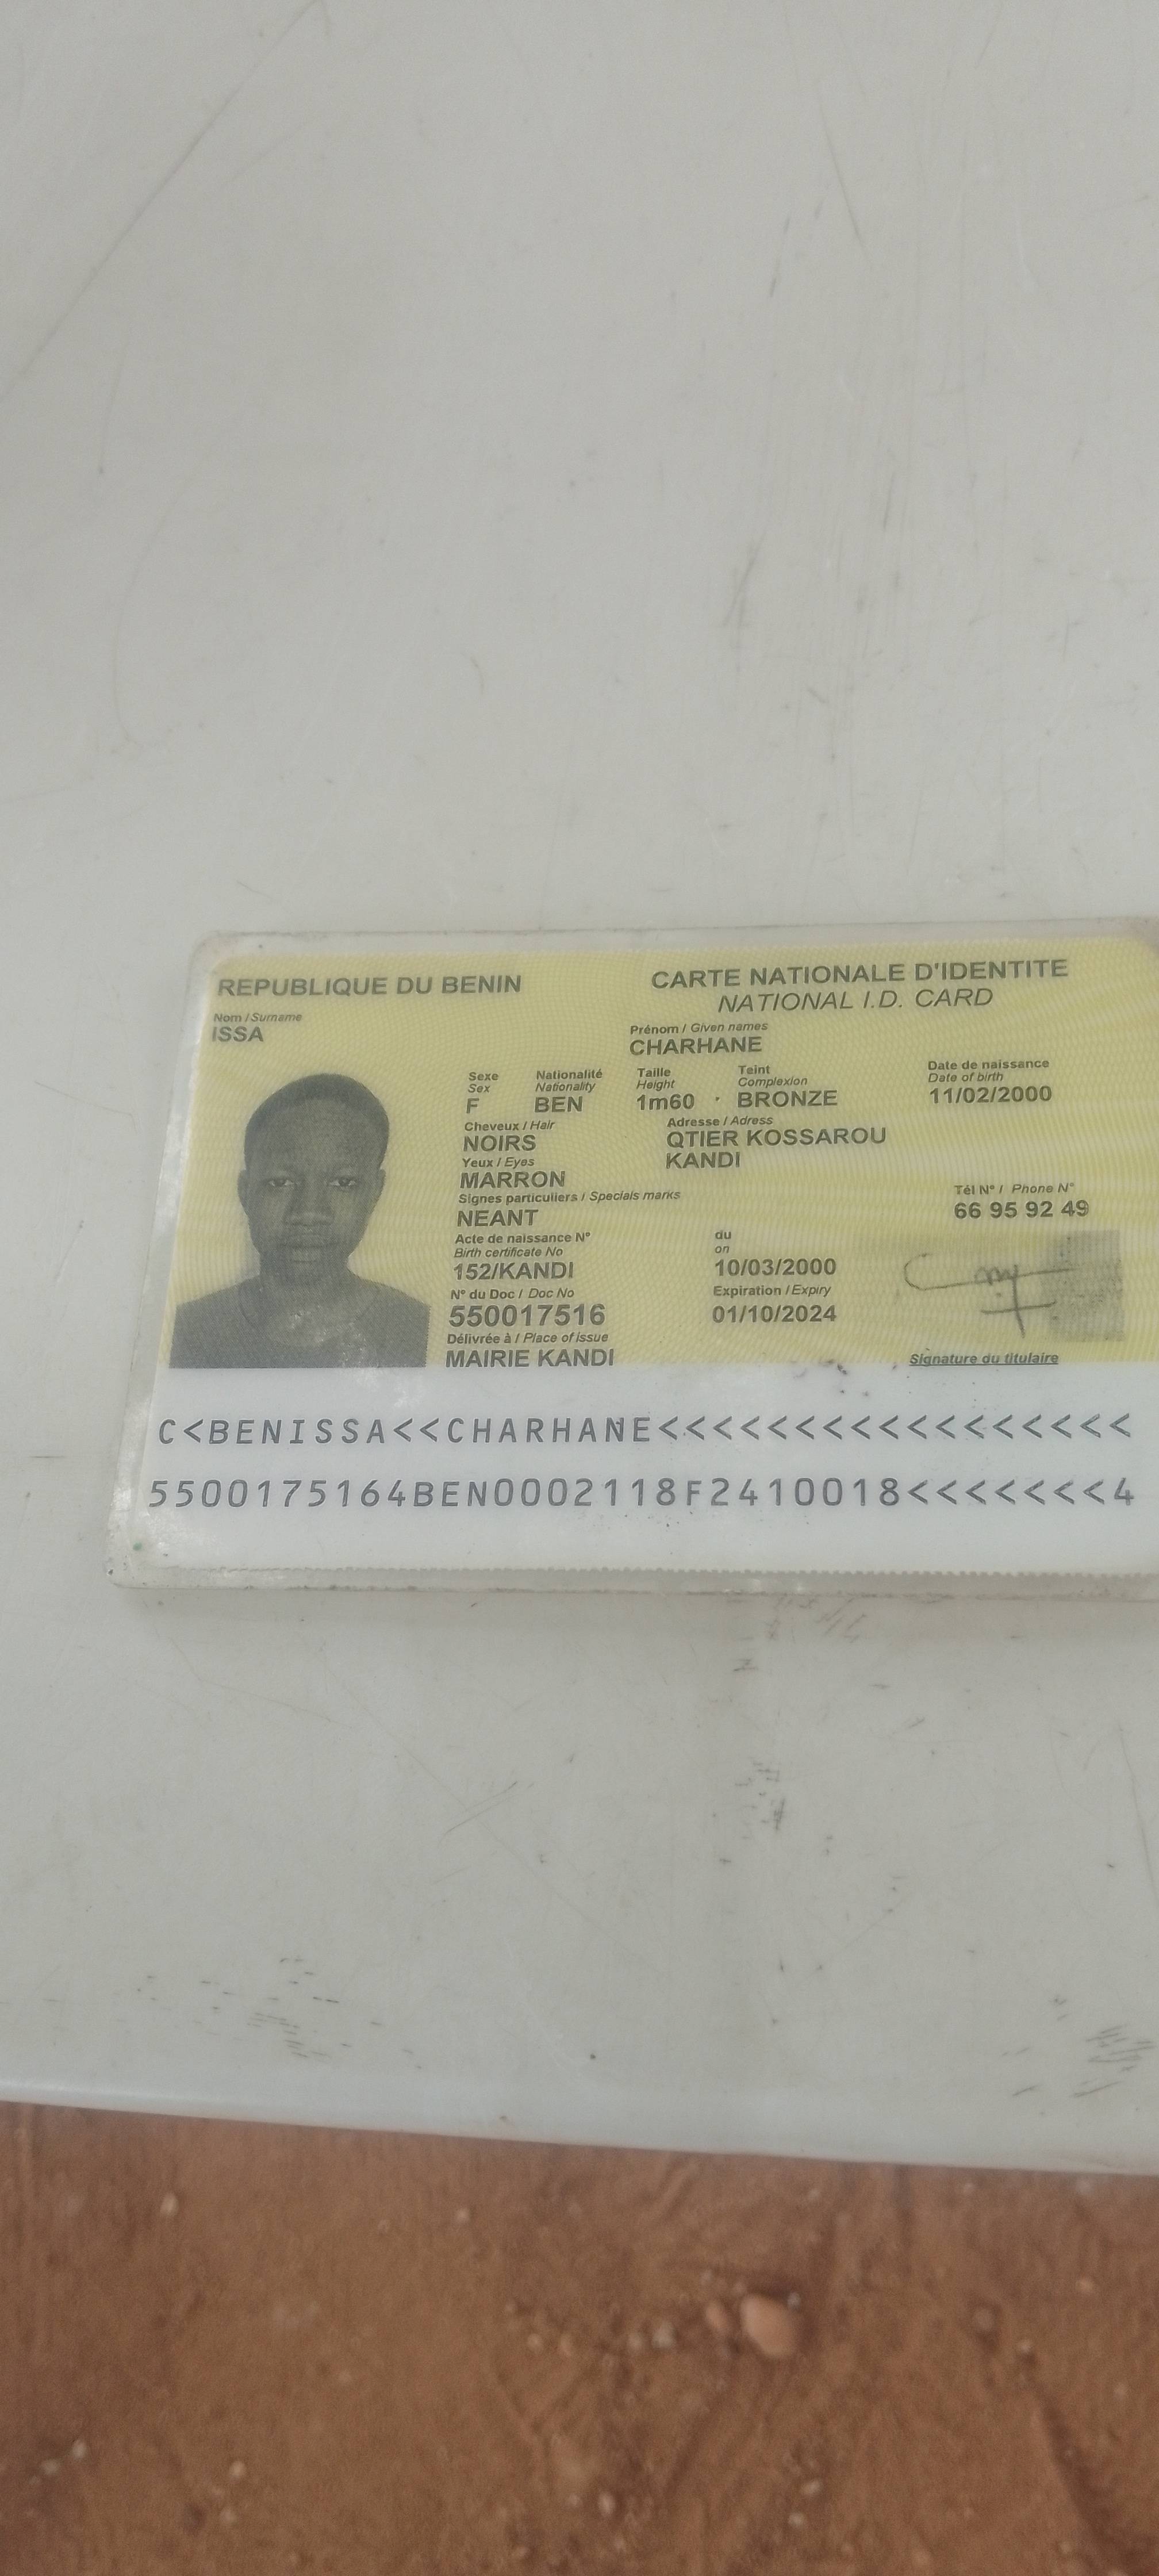 REPUBLIQUE DU BENIN
CARTE NATIONALE D'IDENTITE
NATIONAL I.D. CARD
Nom / Surname
ISSA
Prénom / Given names
CHARHANE
Sexe Nationalité Taille Teint Date de naissance
Sex Nationality Height Complexion Date of birth
F BEN 1m60 BRONZE 11/02/2000
Cheveux / Hair Adresse / Adress
NOIRS QTIER KOSSAROU
Yeux / Eyes KANDI
MARRON
Signes particuliers / Specials marks Tél N° / Phone N°
NEANT 66 95 92 49
Acte de naissance N° du
Birth certificate No on
152/KANDI 10/03/2000
N° du Doc / Doc No Expiration / Expiry
550017516 01/10/2024
Délivrée à / Place of issue
MAIRIE KANDI
Signature du titulaire
C<BENISSA<<CHARHANE<<<<<<<<<<<<<<<<<<
5500175164BEN0002118F2410018<<<<<<<4